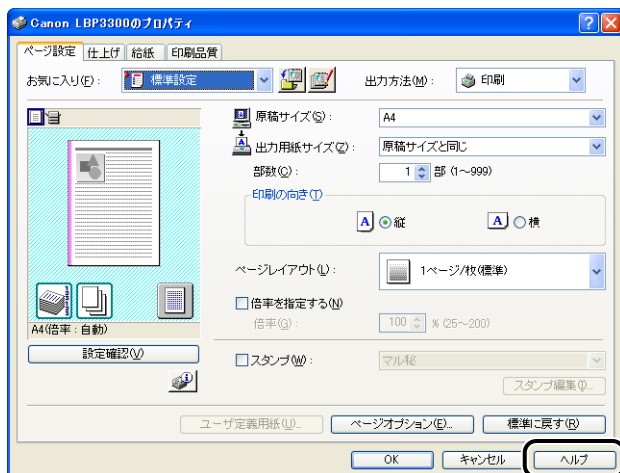 Canon LBP3300のプロパティ
ページ設定 仕上げ 給紙 印刷品質
お気に入り(F): 標準設定 出力方法(M): 印刷
原稿サイズ(S): A4
出力用紙サイズ(Z): 原稿サイズと同じ
部数(C): 1 部 (1～999)
印刷の向き(T)
A 縦 A 横
ページレイアウト(L): 1ページ/枚(標準)
倍率を指定する(N)
倍率(G): 100 % (25～200)
A4(倍率:自動)
設定確認(V)
スタンプ(W): マル秘
スタンプ編集(I)...
ユーザ定義用紙(U)... ページオプション(E)... 標準に戻す(R)
OK キャンセル ヘルプ